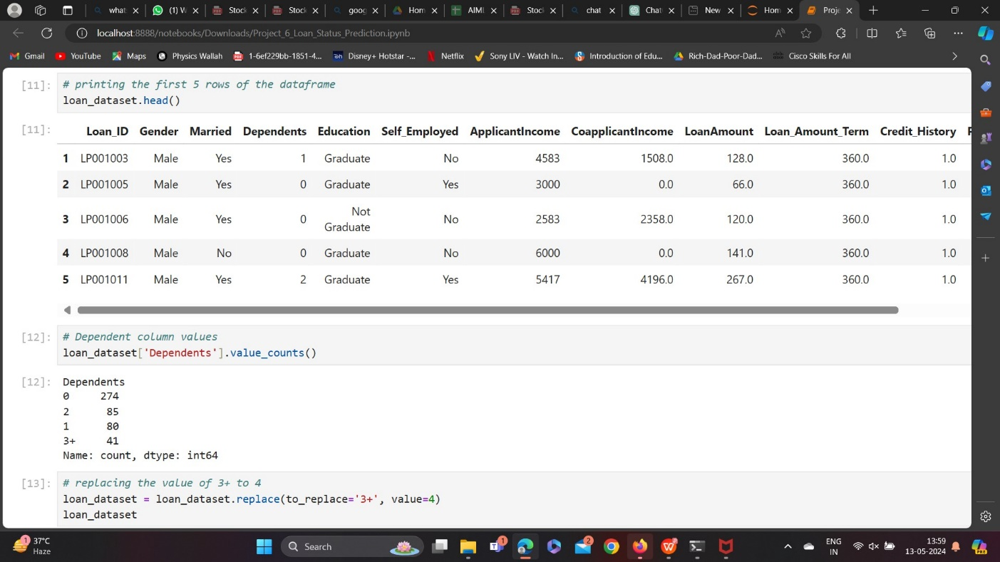 what
(1) W
Stock
Stock
goog
Hom
AIML
Stock
chat
Chat
New
Hom
Proje
localhost:8888/notebooks/Downloads/Project_6_Loan_Status_Prediction.ipynb
Gmail YouTube Maps Physics Wallah 1-6ef229bb-1851-4... Disney+ Hotstar -... Netflix Sony LIV - Watch In... Introduction of Edu... Rich-Dad-Poor-Dad... Cisco Skills For All
[11]: # printing the first 5 rows of the dataframe
loan_dataset.head()
[11]: Loan_ID Gender Married Dependents Education Self_Employed ApplicantIncome CoapplicantIncome LoanAmount Loan_Amount_Term Credit_History
1 LP001003 Male Yes 1 Graduate No 4583 1508.0 128.0 360.0 1.0
2 LP001005 Male Yes 0 Graduate Yes 3000 0.0 66.0 360.0 1.0
3 LP001006 Male Yes 0 Not Graduate No 2583 2358.0 120.0 360.0 1.0
4 LP001008 Male No 0 Graduate No 6000 0.0 141.0 360.0 1.0
5 LP001011 Male Yes 2 Graduate Yes 5417 4196.0 267.0 360.0 1.0
[12]: # Dependent column values
loan_dataset['Dependents'].value_counts()
[12]: Dependents
0 274
2 85
1 80
3+ 41
Name: count, dtype: int64
[13]: # replacing the value of 3+ to 4
loan_dataset = loan_dataset.replace(to_replace='3+', value=4)
loan_dataset
1
37°C
Haze
Search
1
2
ENG
IN
13:59
13-05-2024
PRE